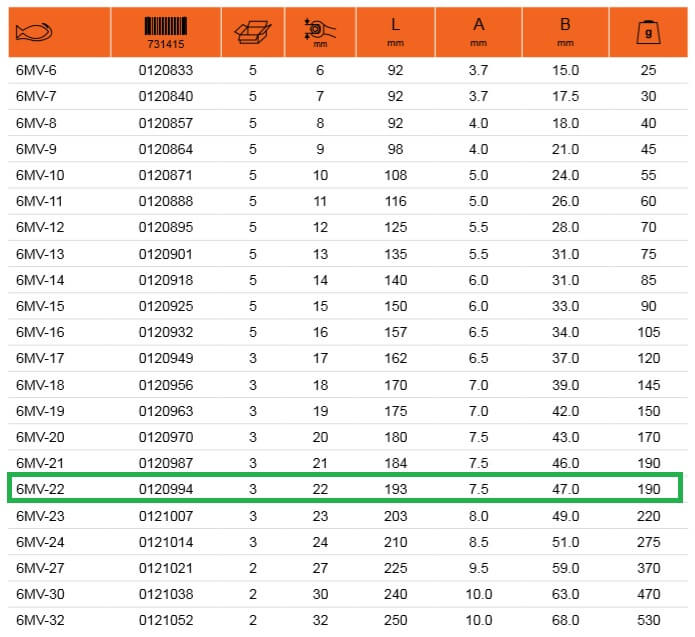 731415 mm L mm A mm B mm g
6MV-6 0120833 5 6 92 3.7 15.0 25
6MV-7 0120840 5 7 92 3.7 17.5 30
6MV-8 0120857 5 8 92 4.0 18.0 40
6MV-9 0120864 5 9 98 4.0 21.0 45
6MV-10 0120871 5 10 108 5.0 24.0 55
6MV-11 0120888 5 11 116 5.0 26.0 60
6MV-12 0120895 5 12 125 5.5 28.0 70
6MV-13 0120901 5 13 135 5.5 31.0 75
6MV-14 0120918 5 14 140 6.0 31.0 85
6MV-15 0120925 5 15 150 6.0 33.0 90
6MV-16 0120932 5 16 157 6.5 34.0 105
6MV-17 0120949 3 17 162 6.5 37.0 120
6MV-18 0120956 3 18 170 7.0 39.0 145
6MV-19 0120963 3 19 175 7.0 42.0 150
6MV-20 0120970 3 20 180 7.5 43.0 170
6MV-21 0120987 3 21 184 7.5 46.0 190
6MV-22 0120994 3 22 193 7.5 47.0 190
6MV-23 0121007 3 23 203 8.0 49.0 220
6MV-24 0121014 3 24 210 8.5 51.0 275
6MV-27 0121021 2 27 225 9.5 59.0 370
6MV-30 0121038 2 30 240 10.0 63.0 470
6MV-32 0121052 2 32 250 10.0 68.0 530